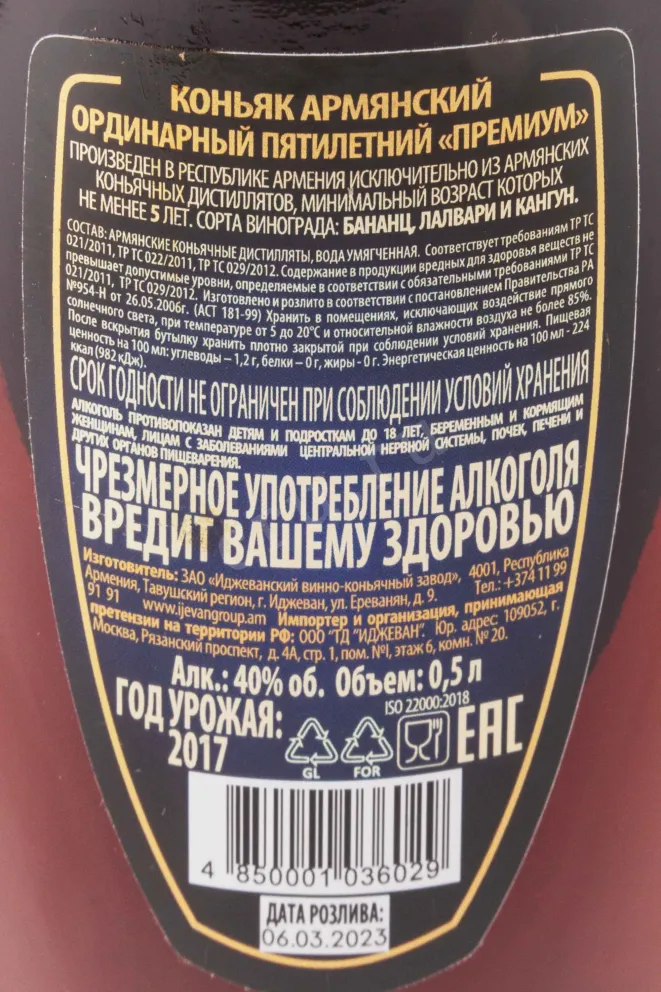 КОНЬЯК АРМЯНСКИЙ
ОРДИНАРНЫЙ ПЯТИЛЕТНИЙ «ПРЕМИУМ»
ПРОИЗВЕДЕН В РЕСПУБЛИКЕ АРМЕНИЯ ИСКЛЮЧИТЕЛЬНО ИЗ АРМЯНСКИХ
КОНЬЯЧНЫХ ДИСТИЛЛЯТОВ, МИНИМАЛЬНЫЙ ВОЗРАСТ КОТОРЫХ
НЕ МЕНЕЕ 5 ЛЕТ. СОРТА ВИНОГРАДА: БАНАНЦ, ЛАЛВАРИ И КАНГУН.
СОСТАВ: АРМЯНСКИЕ КОНЬЯЧНЫЕ ДИСТИЛЛЯТЫ, ВОДА УМЯГЧЕННАЯ. Соответствует требованиям ТР ТС
021/2011, ТР ТС 022/2011, ТР ТС 029/2012. Содержание в продукции вредных для здоровья веществ не
превышает допустимые уровни, определяемые в соответствии с обязательными требованиями ТР ТС
021/2011, ТР ТС 029/2012. Изготовлено и розлито в соответствии с постановлением Правительства РА
№954-Н от 26.05.2006г. (АСТ 181-99) Хранить в помещениях, исключающих воздействие прямого
солнечного света, при температуре от 5 до 20°С и относительной влажности воздуха не более 85%.
После вскрытия бутылку хранить плотно закрытой при соблюдении условий хранения. Пищевая
ценность на 100 мл: углеводы – 1,2 г, белки – 0 г, жиры - 0 г. Энергетическая ценность на 100 мл - 224
ккал (982 кДж).
СРОК ГОДНОСТИ НЕ ОГРАНИЧЕН ПРИ СОБЛЮДЕНИИ УСЛОВИЙ ХРАНЕНИЯ
АЛКОГОЛЬ ПРОТИВОПОКАЗАН ДЕТЯМ И ПОДРОСТКАМ ДО 18 ЛЕТ, БЕРЕМЕННЫМ И КОРМЯЩИМ
ЖЕНЩИНАМ, ЛИЦАМ С ЗАБОЛЕВАНИЯМИ ЦЕНТРАЛЬНОЙ НЕРВНОЙ СИСТЕМЫ, ПОЧЕК, ПЕЧЕНИ И
ДРУГИХ ОРГАНОВ ПИЩЕВАРЕНИЯ.
ЧРЕЗМЕРНОЕ УПОТРЕБЛЕНИЕ АЛКОГОЛЯ
ВРЕДИТ ВАШЕМУ ЗДОРОВЬЮ
Изготовитель: ЗАО «Иджеванский винно-коньячный завод», 4001, Республика
Армения, Тавушский регион, г. Иджеван, ул. Ереванян, д. 9. Тел.: +374 11 99
91 91 www.ijevangroup.am Импортер и организация, принимающая
претензии на территории РФ: ООО "ТД "ИДЖЕВАН". Юр. адрес: 109052, г.
Москва, Рязанский проспект, д. 4А, стр. 1, пом. №I, этаж 6, комн. № 20.
Алк.: 40% об. Объем: 0,5 л
ISO 22000:2018
ГОД УРОЖАЯ:
2017
GL FOR
EAC
4 850001 036029
ДАТА РОЗЛИВА:
06.03.2023